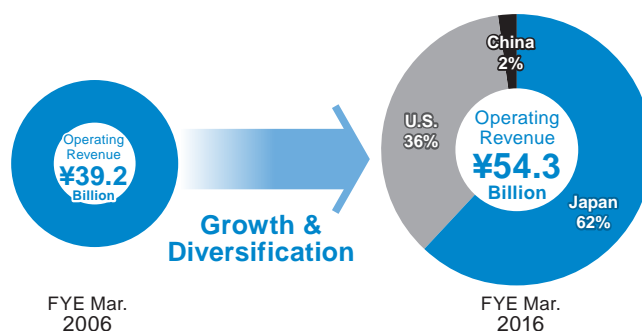 Operating
Revenue
¥39.2
Billion
FYE Mar.
2006
Growth &
Diversification
China
2%
U.S.
36%
Operating
Revenue
¥54.3
Billion
Japan
62%
FYE Mar.
2016